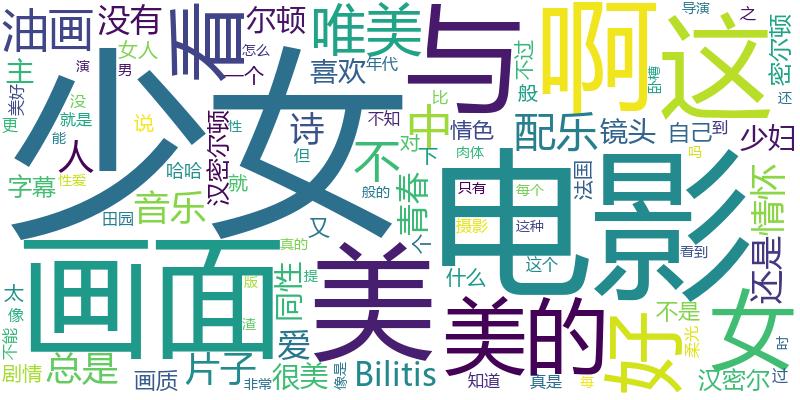 油画
没有
看
尔顿
唯美
与
啊
这
导演
之
密尔顿
还
主
女人
怎么
一个
喜欢
年代
般
不过
卧槽
美好
演
男
少女
更
没
就是
能
说
人
性爱
汉密尔顿
性
诗
不知
但
中
比
对
下
情色
肉体
配乐
镜头
自己
到
少妇
吗
字幕
哈哈
音乐
就
不
青春
个
电影
只有
般的
每个
法国
情怀
田园
又
摄影
这种
还是
画面
真的
同性
版
提
渣
美
什么
这个
看到
太
像
不能
剧情
总是
画质
片子
爱
非常
很美
像是
Bilitis
美的
知道
真是
每
好
不是
柔光
女
汉密尔
时
过